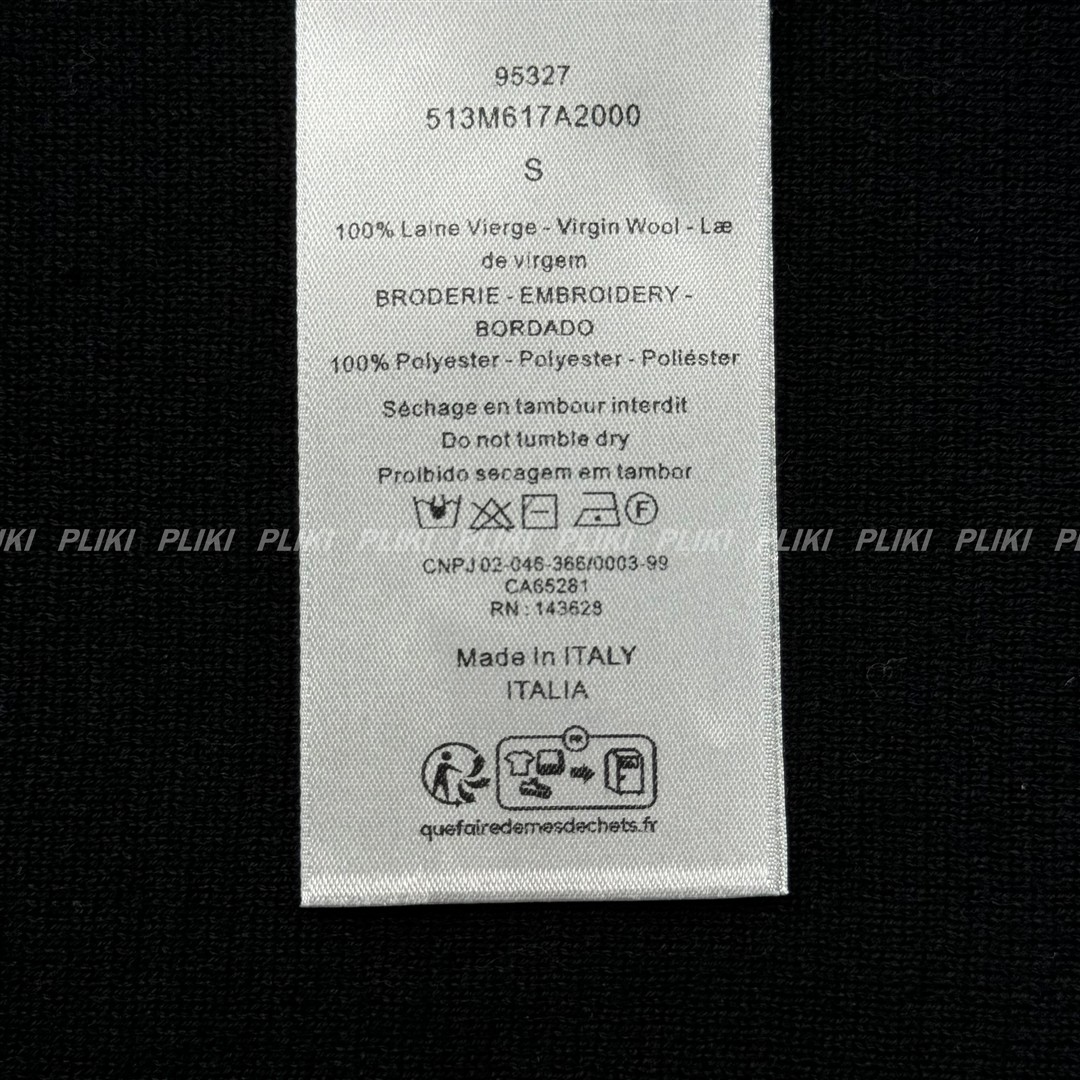 95327
513M617A2000
S
100% Laine Vierge - Virgin Wool - Læ
de virgem
BRODERIE - EMBROIDERY -
BORDADO
100% Polyester - Polyester - Poliéster
Séchage en tambour interdit
Do not tumble dry
Proibido secagem em tambor
F
PLIKI PLIKI PLIKI PLIKI PLIKI PLIKI PLIKI PLIKI PLIKI PLIKI
CNPJ 02-046-366/0003-99
CA65281
RN : 143628
Made in ITALY
ITALIA
FR
quefairedemesdechets.fr